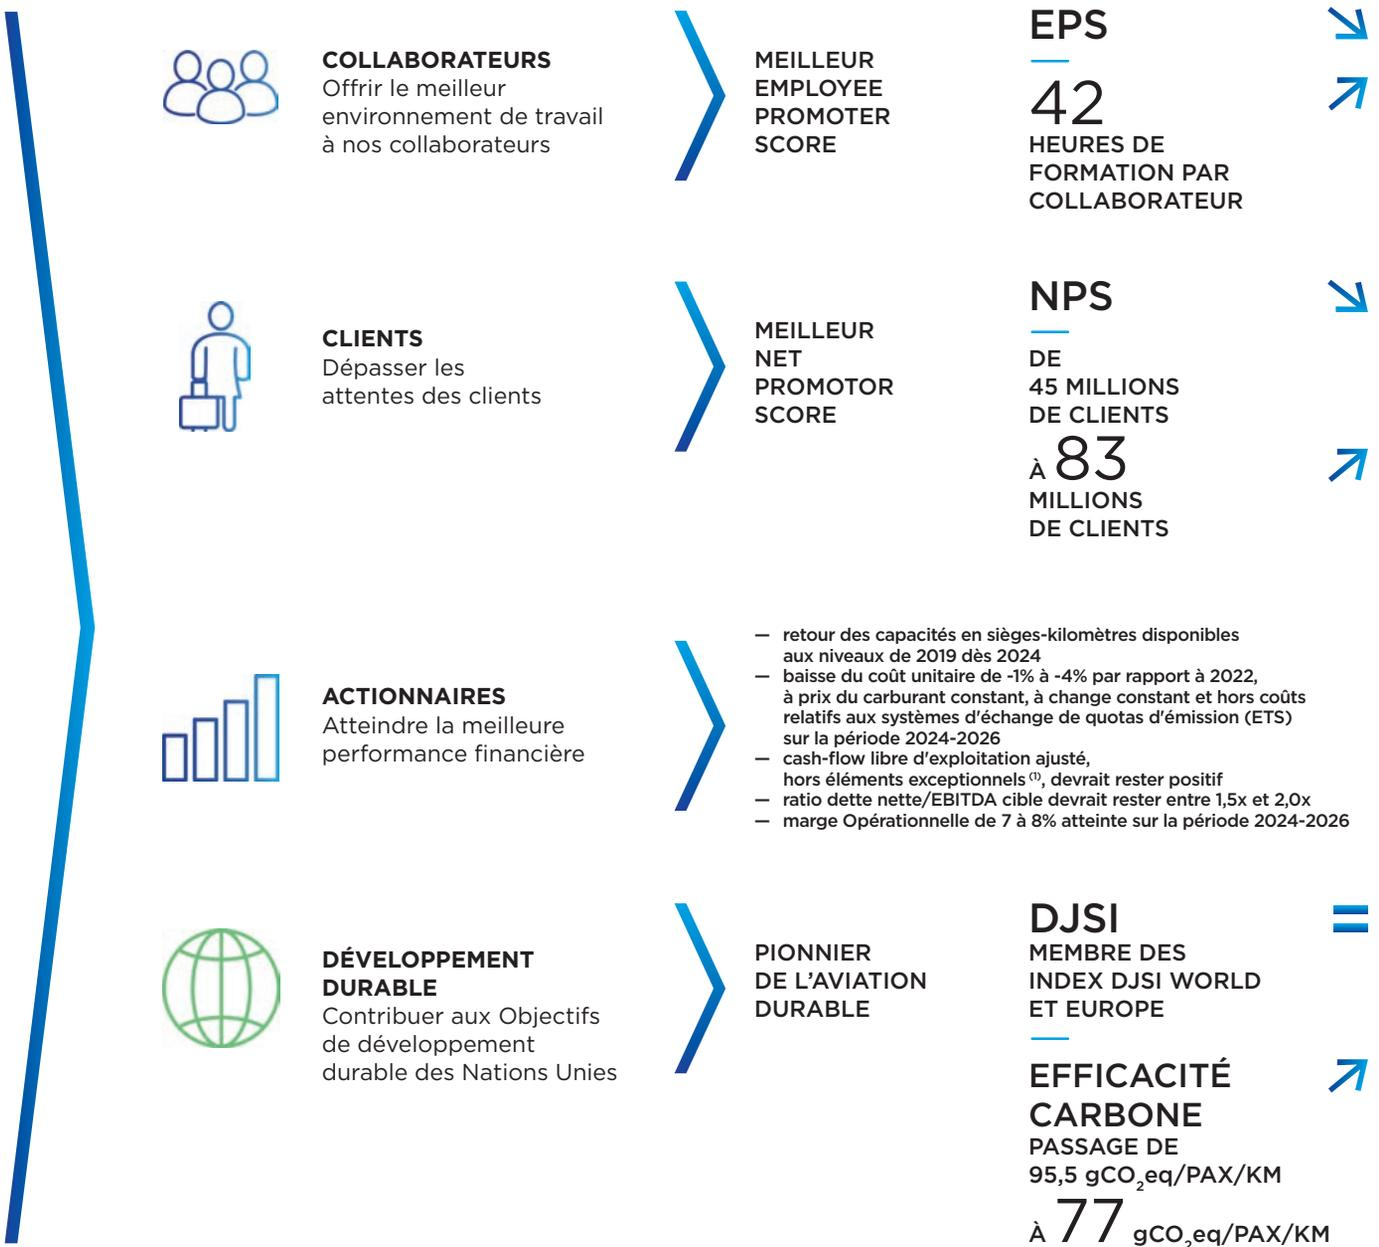 COLLABORATEURS
Offrir le meilleur
environnement de travail
à nos collaborateurs
MEILLEUR
EMPLOYEE
PROMOTER
SCORE
EPS
42
HEURES DE
FORMATION PAR
COLLABORATEUR
CLIENTS
Dépasser les
attentes des clients
MEILLEUR
NET
PROMOTOR
SCORE
NPS
DE
45 MILLIONS
DE CLIENTS
À 83
MILLIONS
DE CLIENTS
ACTIONNAIRES
Atteindre la meilleure
performance financière
— retour des capacités en sièges-kilomètres disponibles
aux niveaux de 2019 dès 2024
— baisse du coût unitaire de -1% à -4% par rapport à 2022,
à prix du carburant constant, à change constant et hors coûts
relatifs aux systèmes d'échange de quotas d'émission (ETS)
sur la période 2024-2026
— cash-flow libre d'exploitation ajusté,
hors éléments exceptionnels (1), devrait rester positif
— ratio dette nette/EBITDA cible devrait rester entre 1,5x et 2,0x
— marge Opérationnelle de 7 à 8% atteinte sur la période 2024-2026
DÉVELOPPEMENT
DURABLE
Contribuer aux Objectifs
de développement
durable des Nations Unies
PIONNIER
DE L'AVIATION
DURABLE
DJSI
MEMBRE DES
INDEX DJSI WORLD
ET EUROPE
EFFICACITÉ
CARBONE
PASSAGE DE
95,5 gCO2eq/PAX/KM
À 77 gCO2eq/PAX/KM